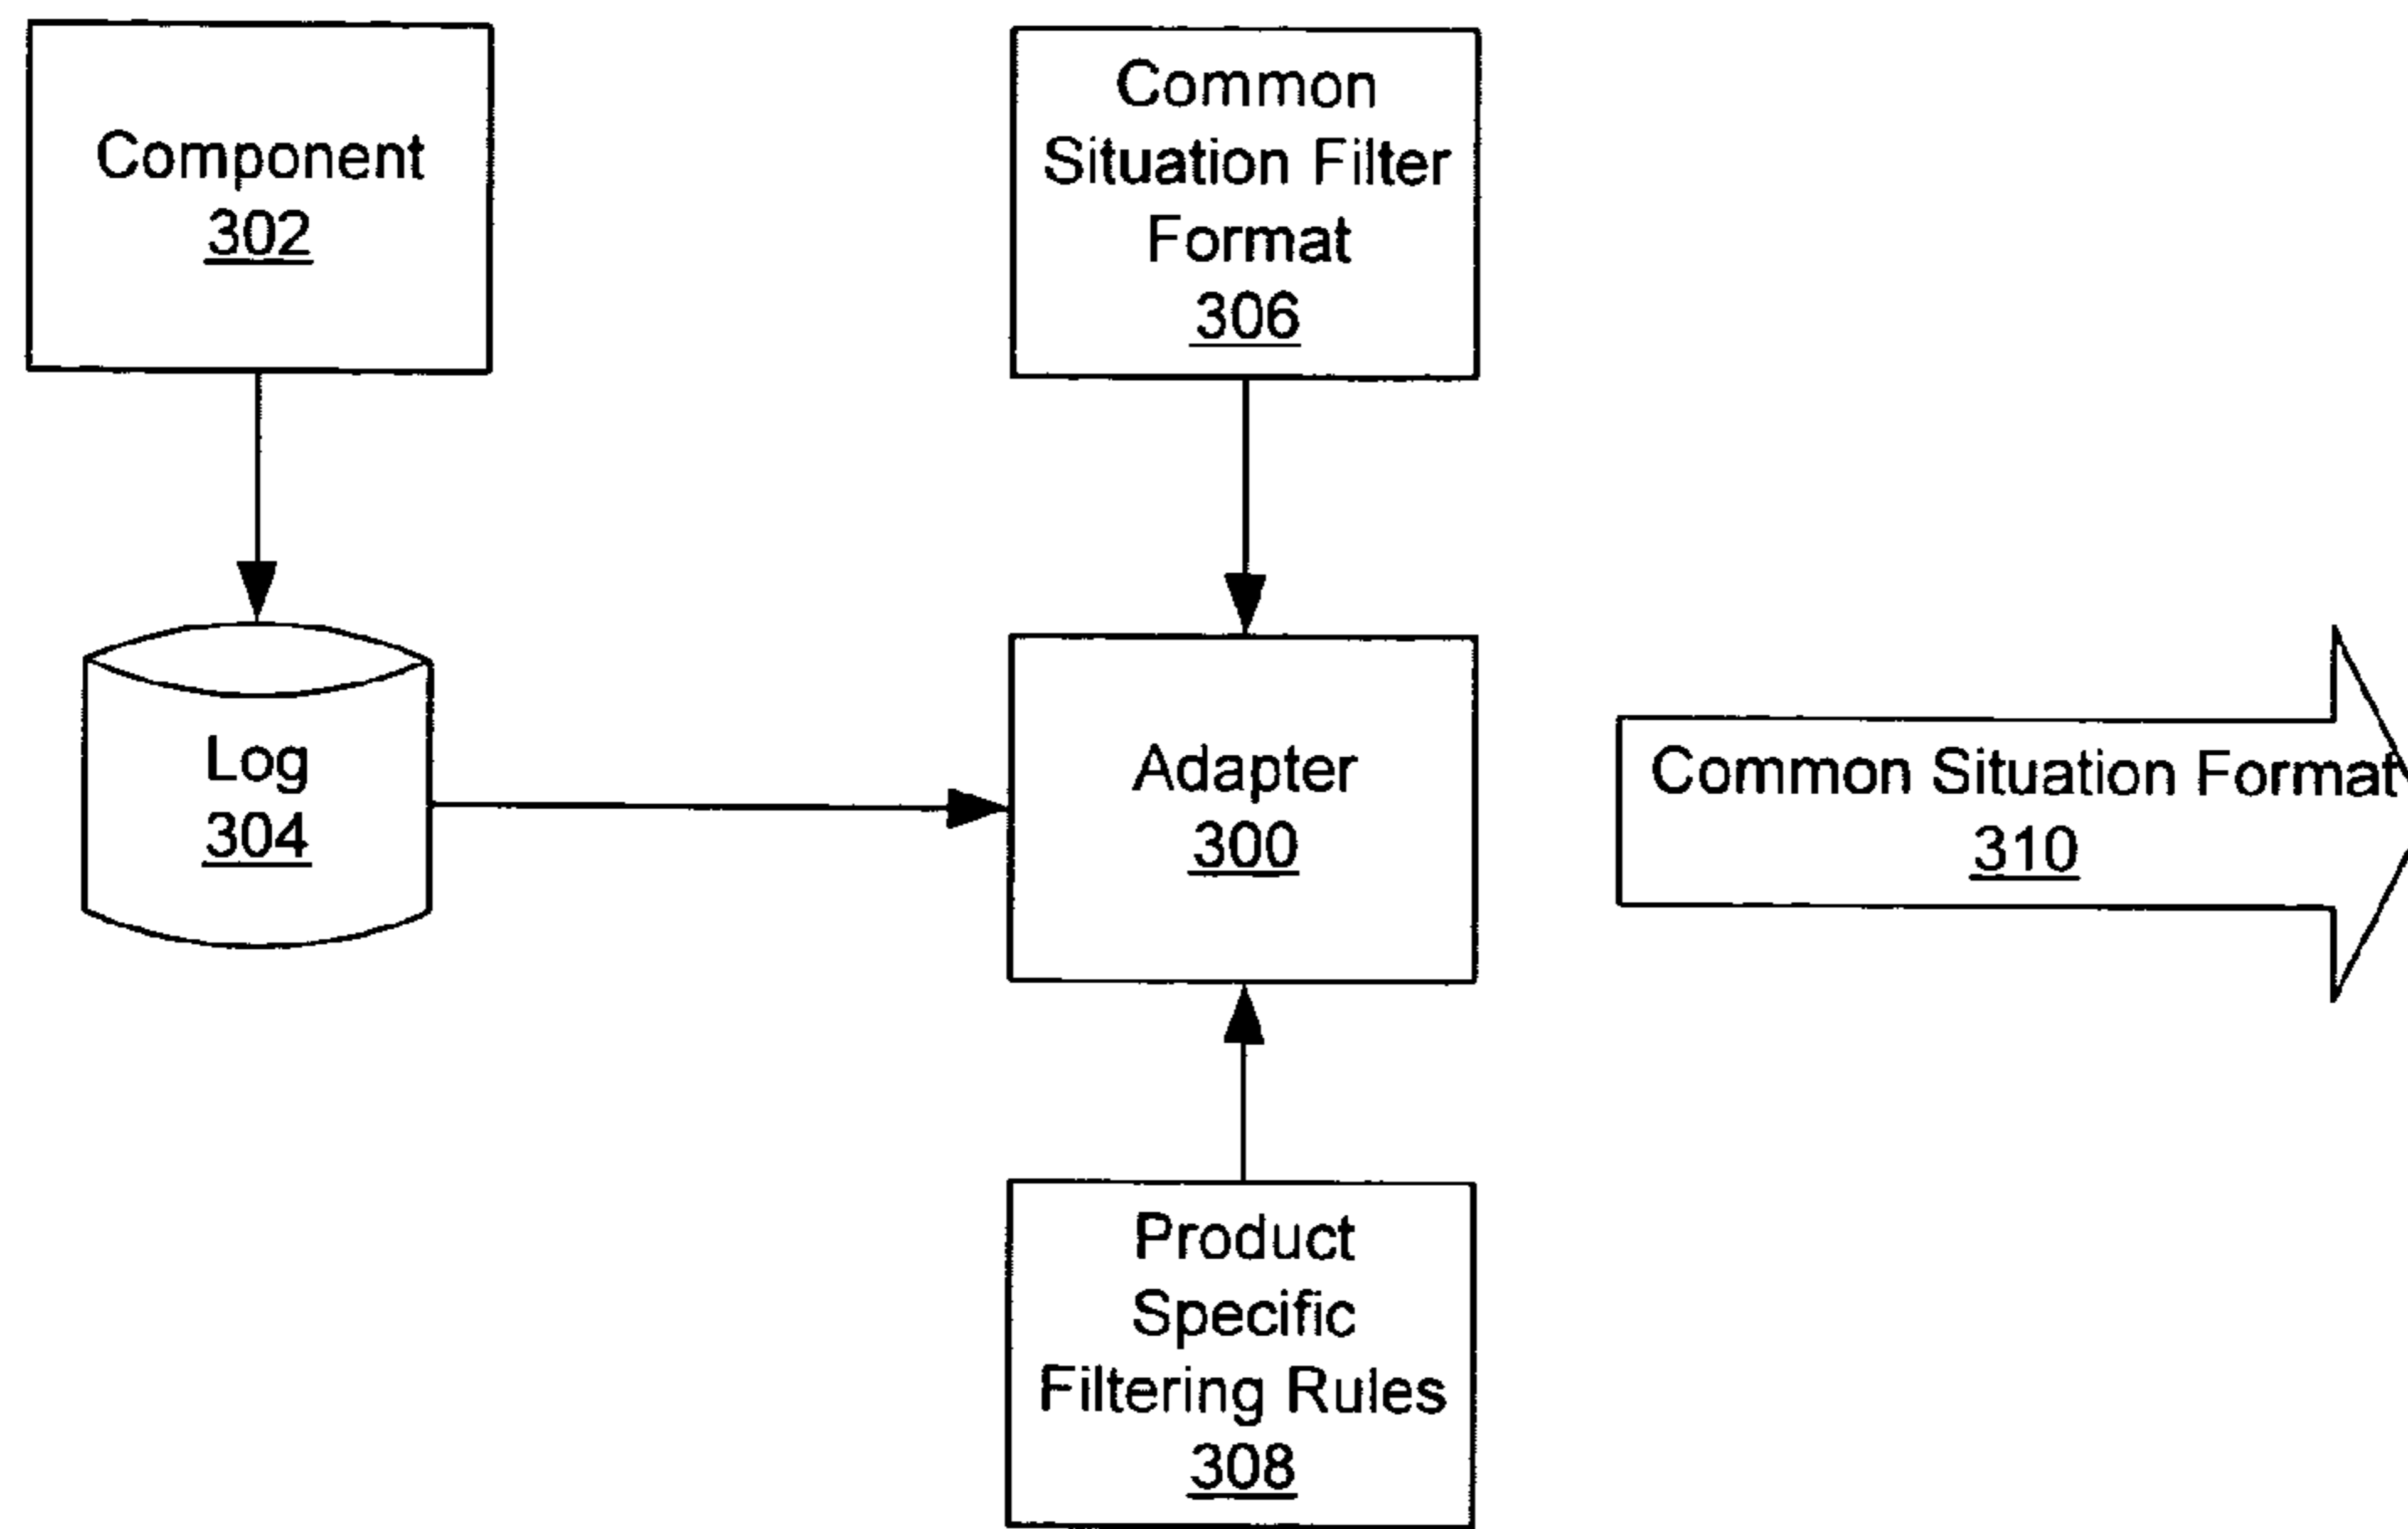 Component
302
Common
Situation Filter
Format
306
Log
304
Adapter
300
Common Situation Format
310
Product
Specific
Filtering Rules
308